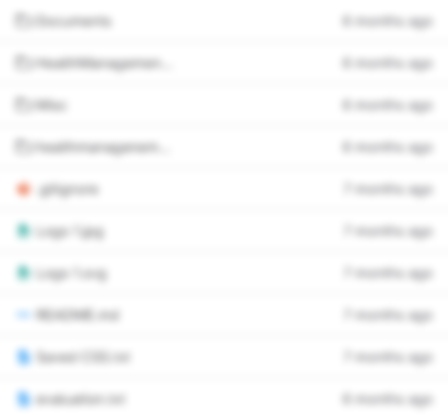 Documents 6 months ago
HealthManagemen... 6 months ago
Misc 6 months ago
healthmanagemen... 6 months ago
.gitignore 7 months ago
Logo 1.jpg 7 months ago
Logo 1.svg 7 months ago
README.md 7 months ago
Saved CSS.txt 7 months ago
evaluation.txt 6 months ago